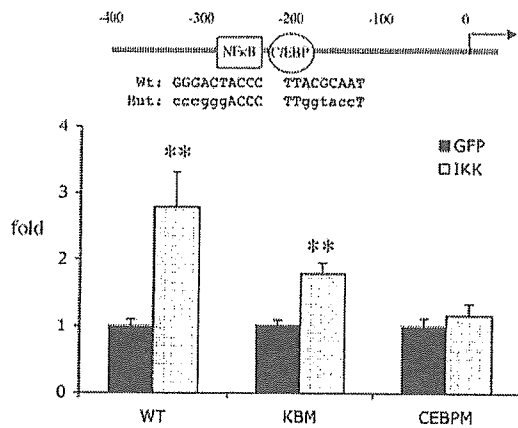 -400 -300 -200 -100 0
NFκB C/EBP
Wt: GGGACTACCC TTACGCAAT
Mut: cccgggACCC TTggtaccT
4
3
2
1
0
fold
**
**
GFP
IKK
WT KBM CEBPM